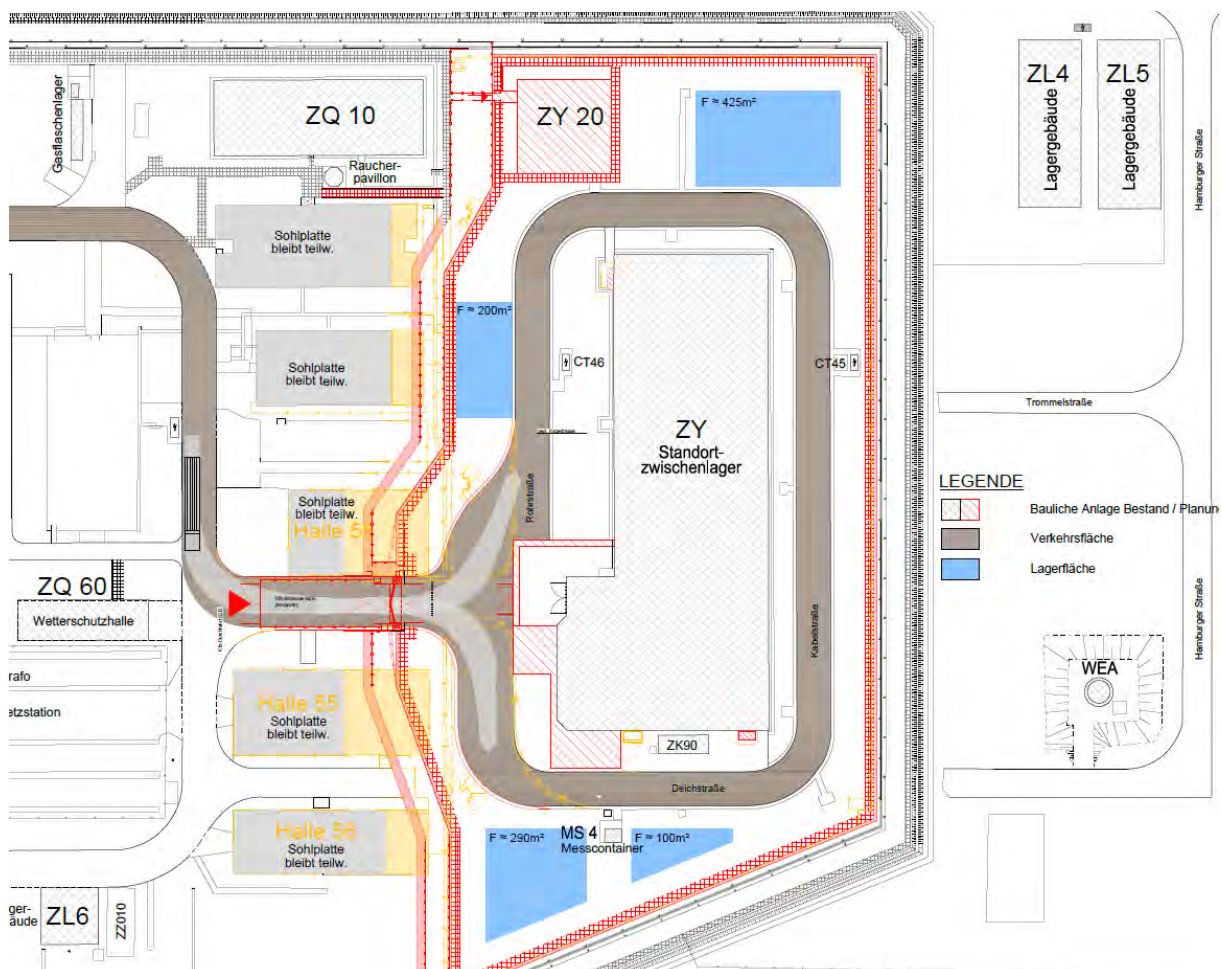 ZL4
ZL5
Lagergebäude
Lagergebäude
Hamburger Straße
Gasflaschenlager
ZQ 10
ZY 20
F ≈ 425m²
Raucher-
pavillon
Sohlplatte
bleibt teilw.
F ≈ 200m²
Sohlplatte
bleibt teilw.
CT46
CT45
Trommelstraße
ZY
Standort-
zwischenlager
LEGENDE
Bauliche Anlage Bestand / Planun
Verkehrsfläche
Lagerfläche
Sohlplatte
bleibt teilw.
Rohrstraße
ZQ 60
Wetterschutzhalle
Kabelstraße
Hamburger Straße
rafo
etzstation
WEA
Halle 55
Sohlplatte
bleibt teilw.
ZK90
Deichstraße
Halle 56
Sohlplatte
bleibt teilw.
F ≈ 290m²
MS 4
Messcontainer
F ≈ 100m²
ger-
äude
ZL6
ZZ010